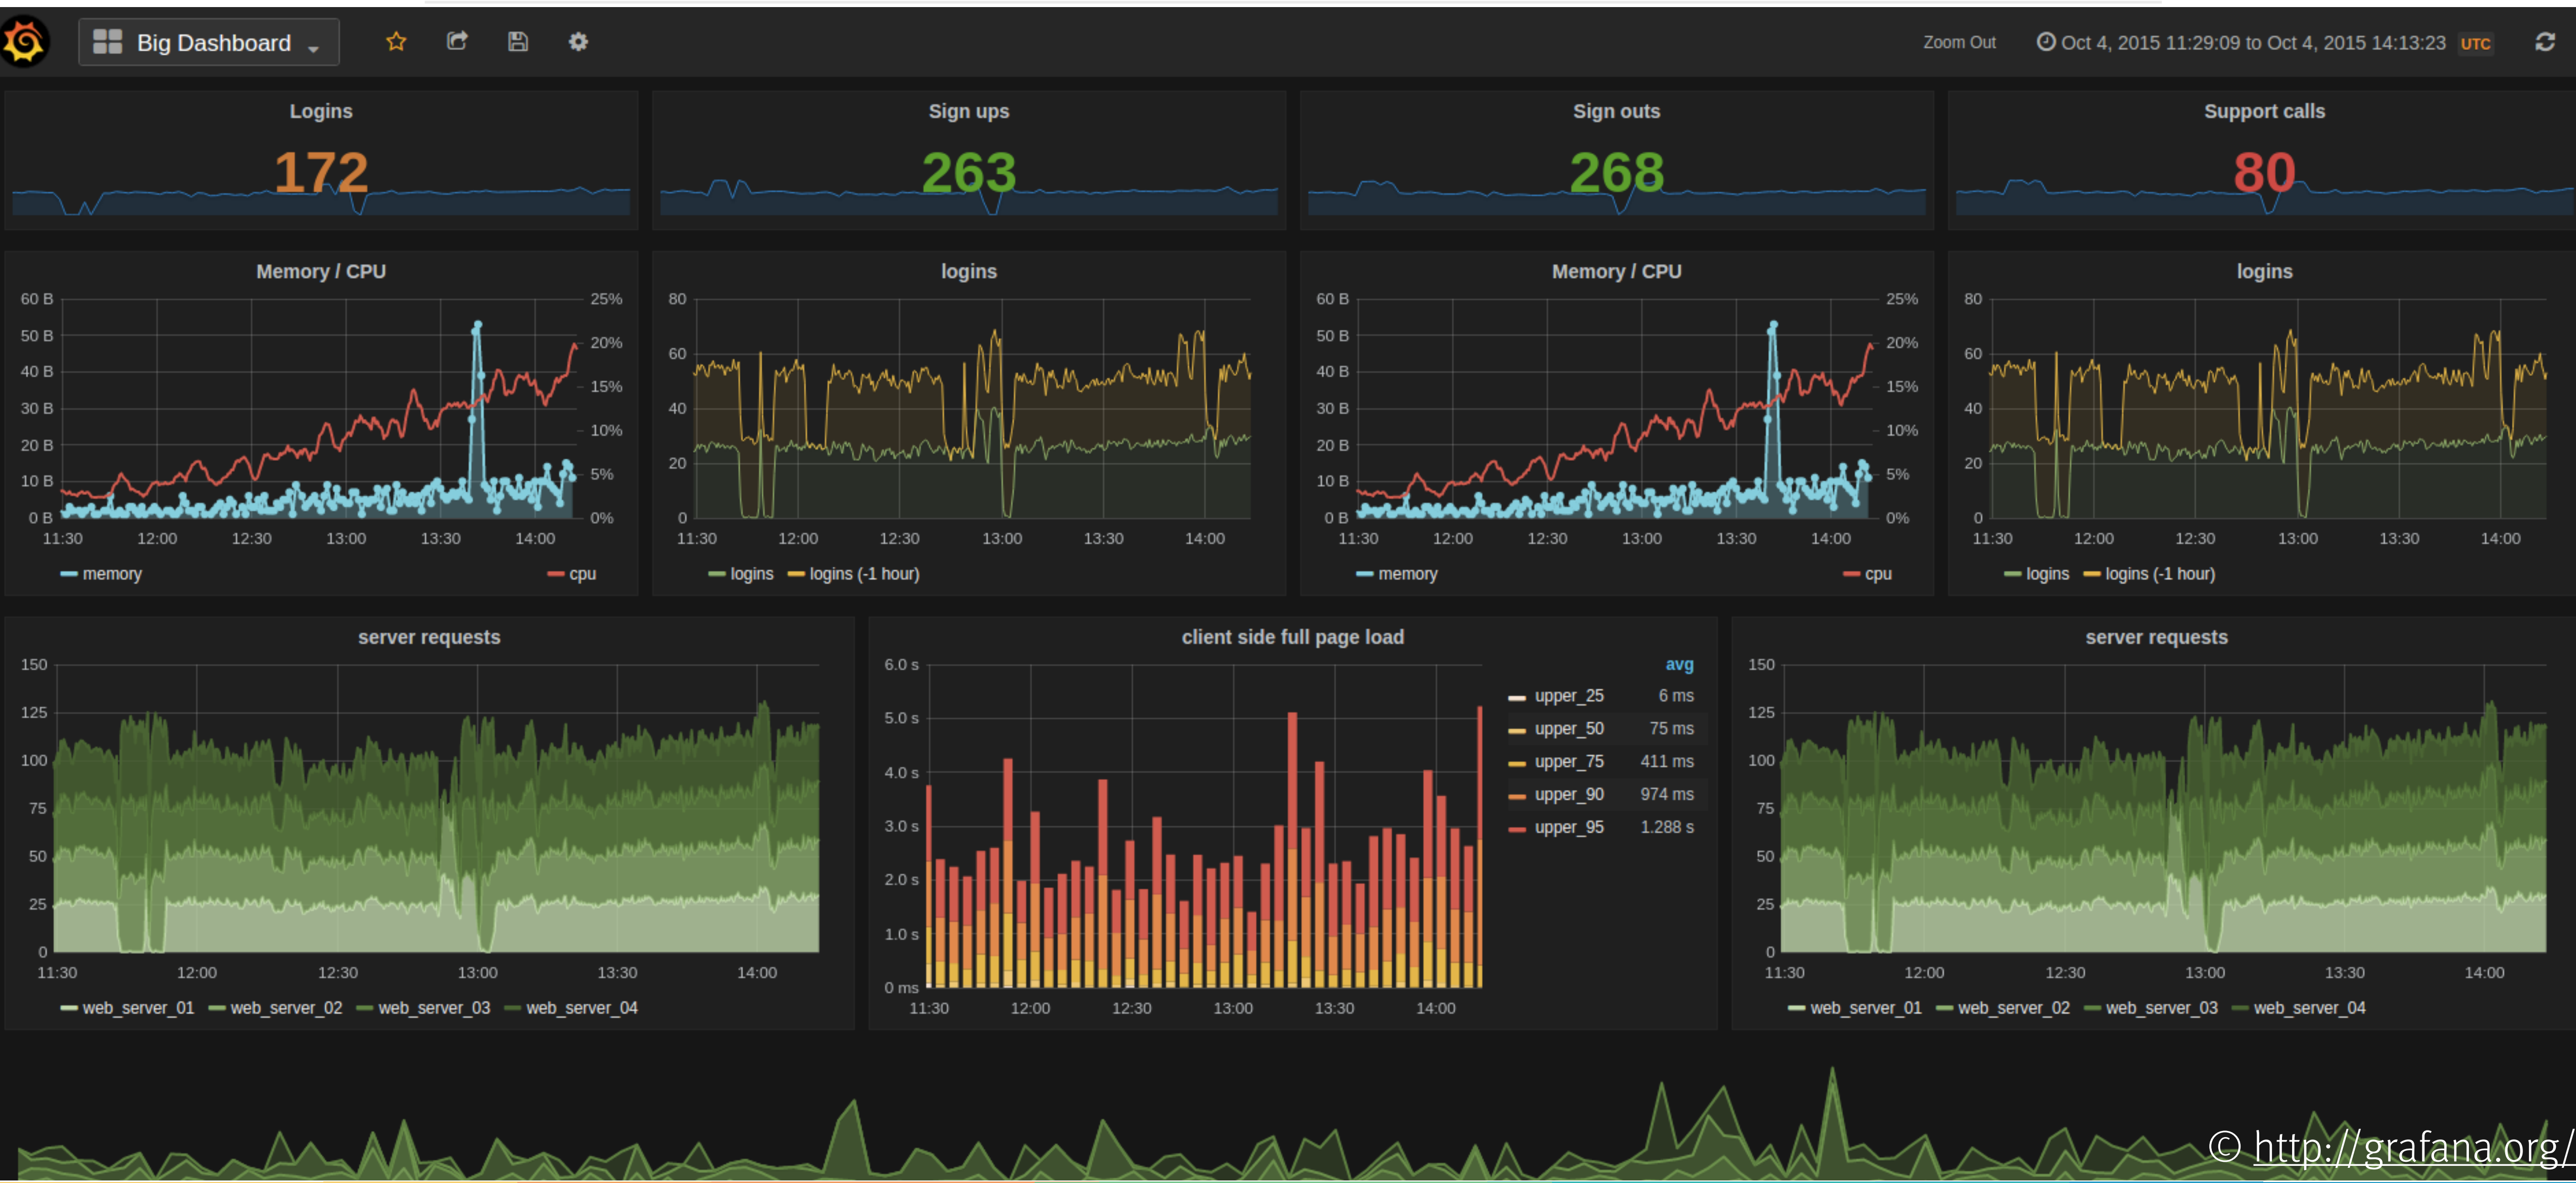 Big Dashboard
Zoom Out Oct 4, 2015 11:29:09 to Oct 4, 2015 14:13:23 UTC
Logins
172
Sign ups
263
Sign outs
268
Support calls
80
Memory / CPU
60 B
50 B
40 B
30 B
20 B
10 B
0 B
25%
20%
15%
10%
5%
0%
11:30 12:00 12:30 13:00 13:30 14:00
memory cpu
logins
80
60
40
20
0
11:30 12:00 12:30 13:00 13:30 14:00
logins logins (-1 hour)
Memory / CPU
60 B
50 B
40 B
30 B
20 B
10 B
0 B
25%
20%
15%
10%
5%
0%
11:30 12:00 12:30 13:00 13:30 14:00
memory cpu
logins
80
60
40
20
0
11:30 12:00 12:30 13:00 13:30 14:00
logins logins (-1 hour)
server requests
150
125
100
75
50
25
0
11:30 12:00 12:30 13:00 13:30 14:00
web_server_01 web_server_02 web_server_03 web_server_04
client side full page load
6.0 s
5.0 s
4.0 s
3.0 s
2.0 s
1.0 s
0 ms
11:30 12:00 12:30 13:00 13:30 14:00
avg
upper_25 6 ms
upper_50 75 ms
upper_75 411 ms
upper_90 974 ms
upper_95 1.288 s
server requests
150
125
100
75
50
25
0
11:30 12:00 12:30 13:00 13:30 14:00
web_server_01 web_server_02 web_server_03 web_server_04
© http://grafana.org/